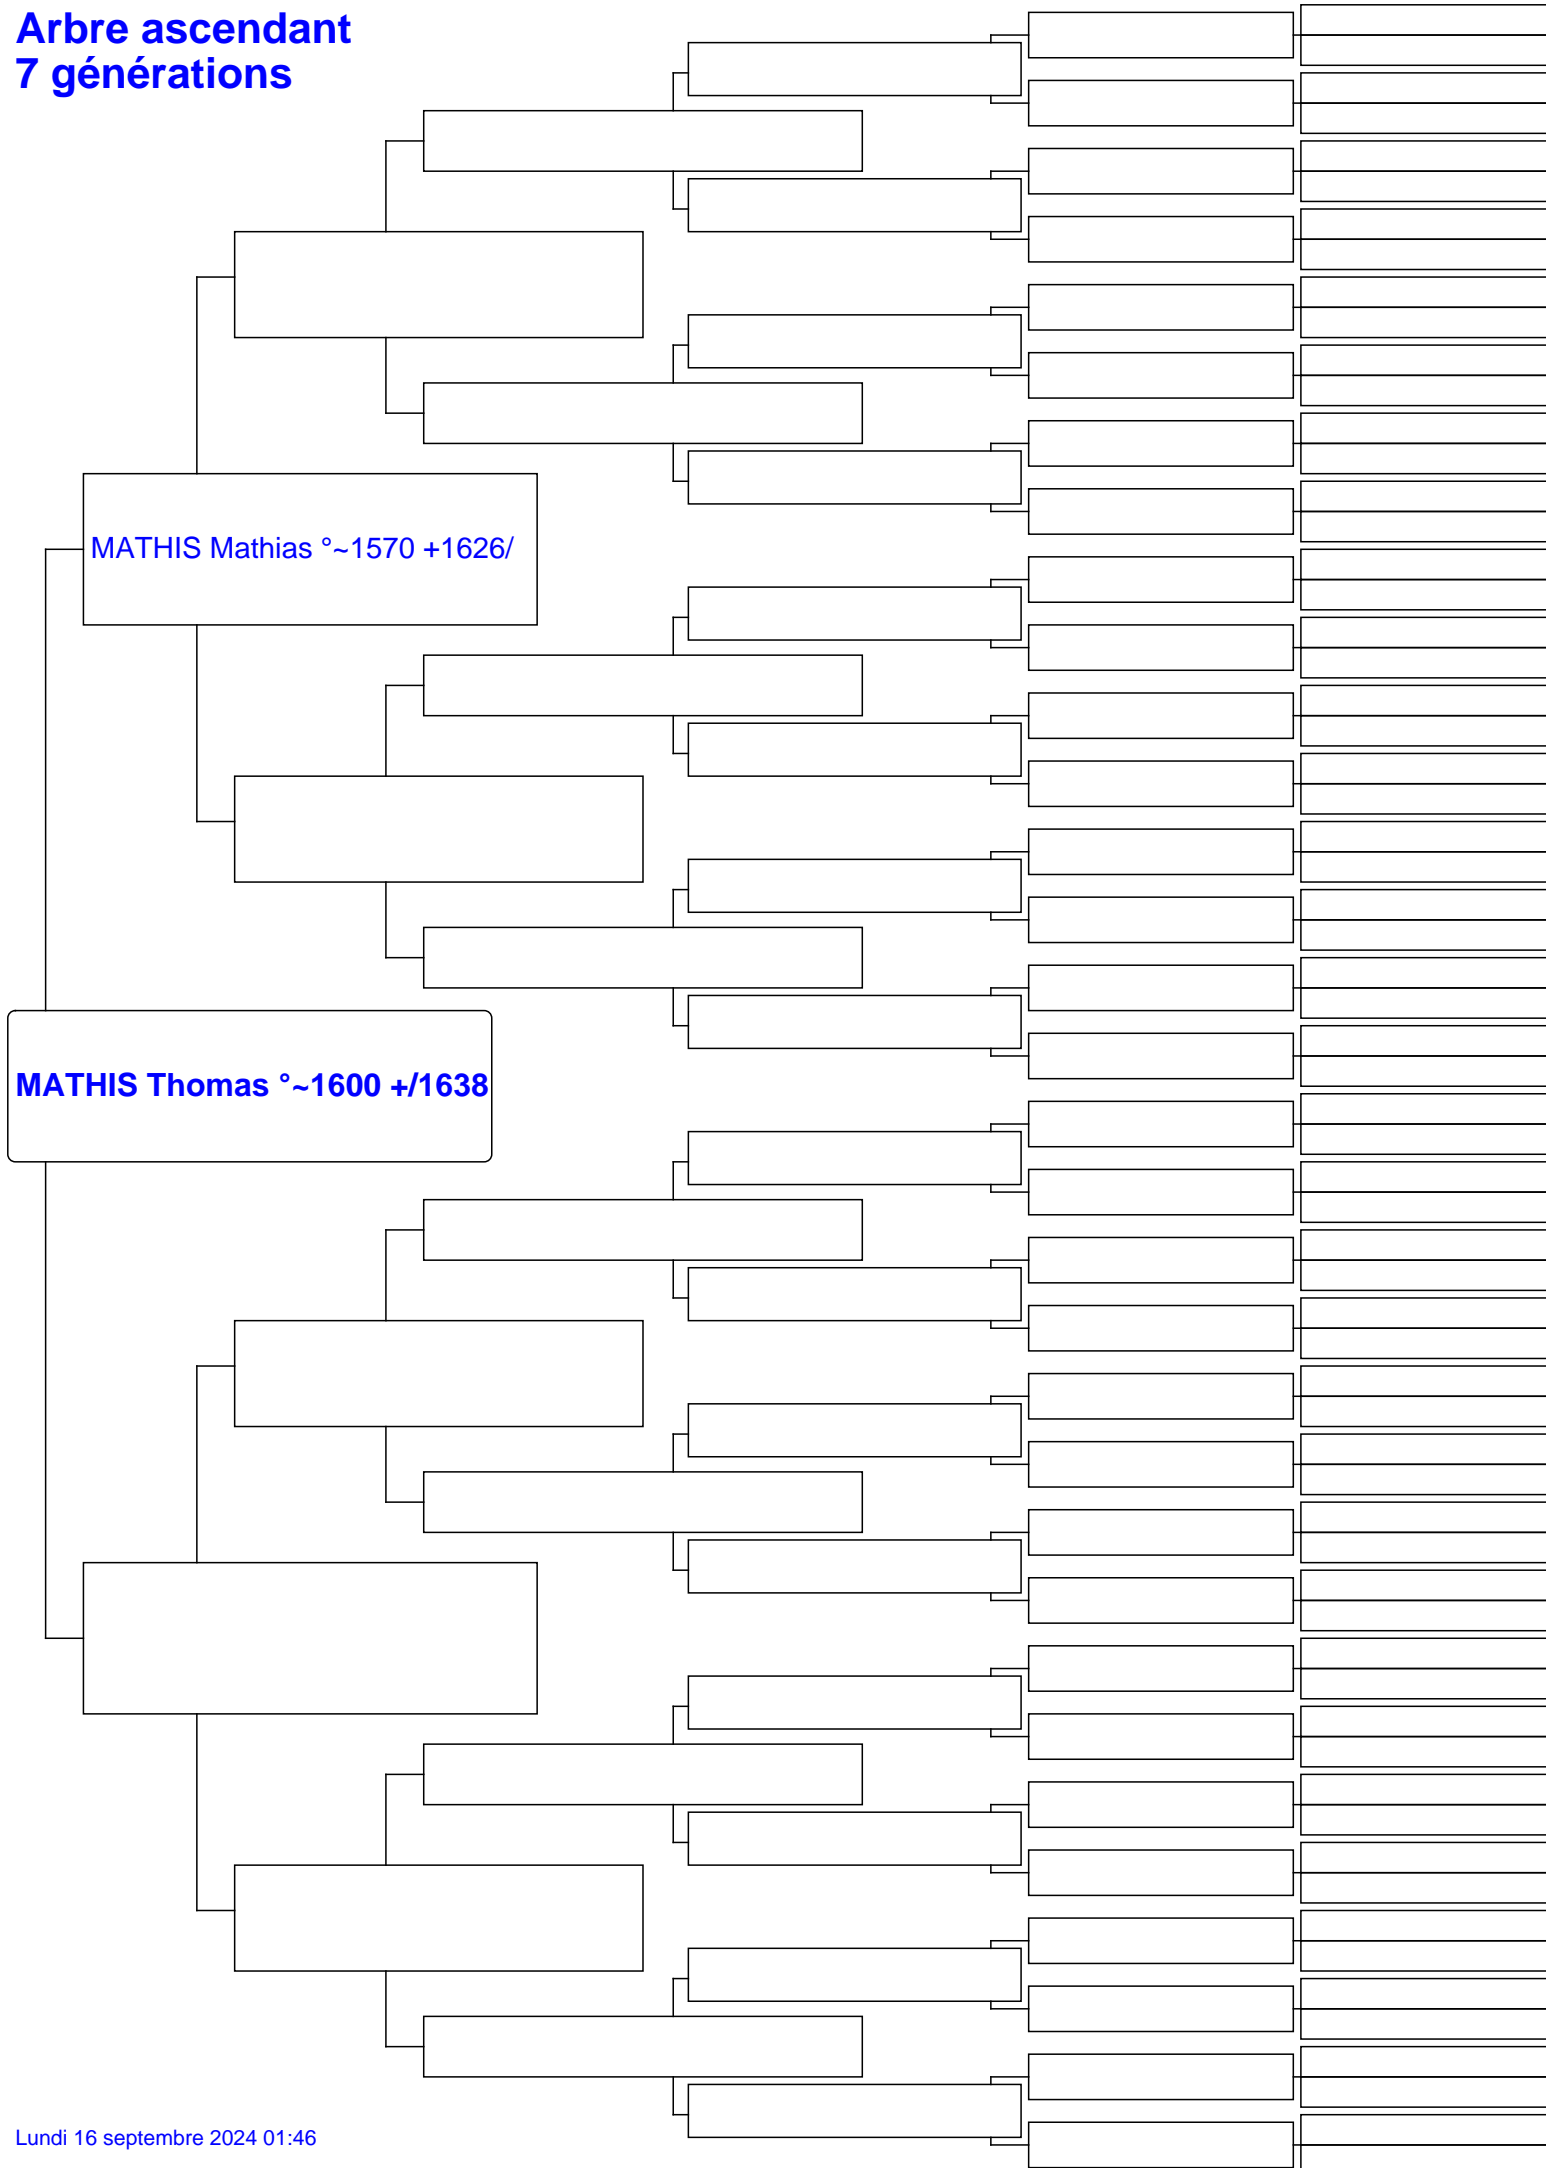 Arbre ascendant
7 générations
MATHIS Mathias °~1570 +1626/
MATHIS Thomas °~1600 +/1638
Lundi 16 septembre 2024 01:46